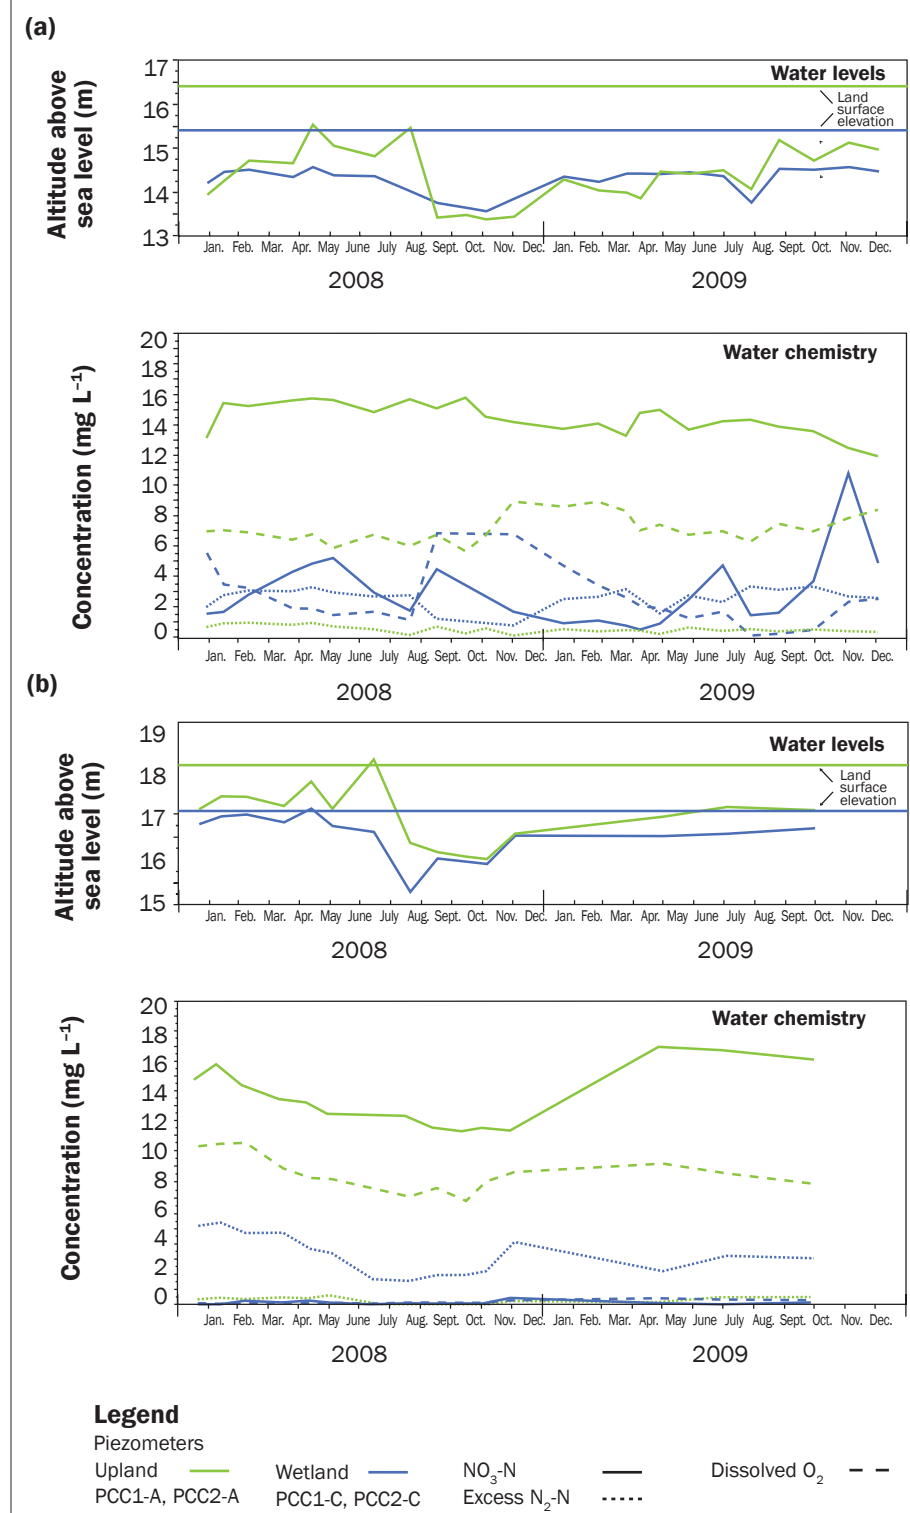 (a)
Altitude above
sea level (m)
17
16
15
14
13
Water levels
Land
surface
elevation
Jan. Feb. Mar. Apr. May June July Aug. Sept. Oct. Nov. Dec. Jan. Feb. Mar. Apr. May June July Aug. Sept. Oct. Nov. Dec.
2008 2009
Concentration (mg L⁻¹)
20
18
16
14
12
10
8
6
4
2
0
Water chemistry
Jan. Feb. Mar. Apr. May June July Aug. Sept. Oct. Nov. Dec. Jan. Feb. Mar. Apr. May June July Aug. Sept. Oct. Nov. Dec.
2008 2009
(b)
Altitude above
sea level (m)
19
18
17
16
15
Water levels
Land
surface
elevation
Jan. Feb. Mar. Apr. May June July Aug. Sept. Oct. Nov. Dec. Jan. Feb. Mar. Apr. May June July Aug. Sept. Oct. Nov. Dec.
2008 2009
Concentration (mg L⁻¹)
20
18
16
14
12
10
8
6
4
2
0
Water chemistry
Jan. Feb. Mar. Apr. May June July Aug. Sept. Oct. Nov. Dec. Jan. Feb. Mar. Apr. May June July Aug. Sept. Oct. Nov. Dec.
2008 2009
Legend
Piezometers
Upland Wetland NO₃-N Dissolved O₂
PCC1-A, PCC2-A PCC1-C, PCC2-C Excess N₂-N